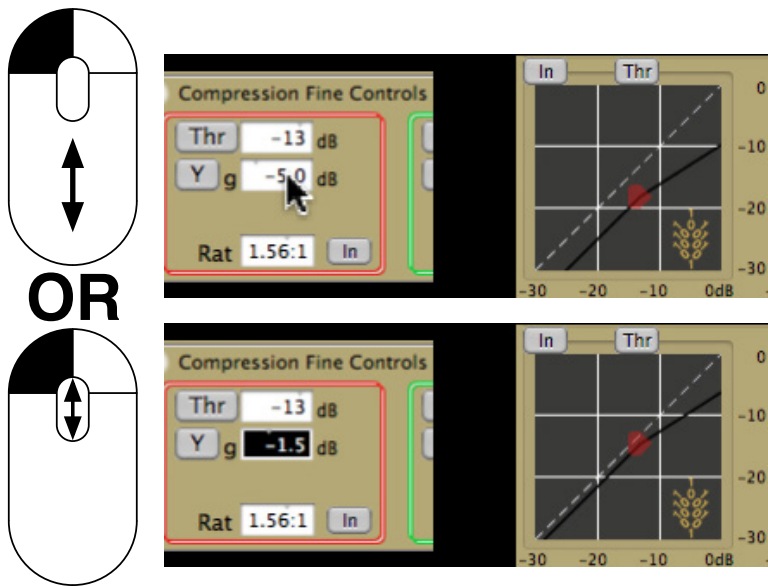 In Thr
Compression Fine Controls
Thr -13 dB
Y g -5.0 dB
Rat 1.56:1 In
0
-10
-20
-30
-30 -20 -10 0dB
OR
In Thr
Compression Fine Controls
Thr -13 dB
Y g -1.5 dB
Rat 1.56:1 In
0
-10
-20
-30
-30 -20 -10 0dB